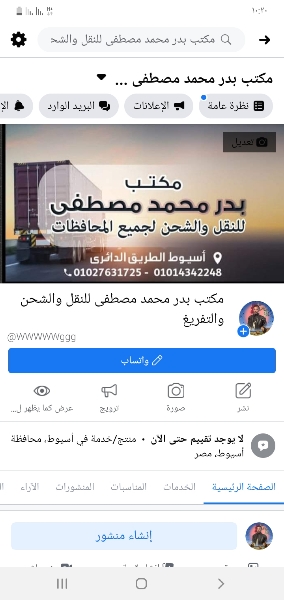 ١٠:٢٠
مكتب بدر محمد مصطفى للنقل والشح
مكتب بدر محمد مصطفى ...
نظرة عامة
الإعلانات
البريد الوارد
الإ
تعديل
مكتب
بدر محمد مصطفى
للنقل والشحن لجميع المحافظات
أسيوط الطريق الدائرى
01027631725 - 01014342248
مكتب بدر محمد مصطفى للنقل والشحن
والتفريغ
@WWWWWggg
واتساب
نشر
صورة
ترويج
عرض كما يظهر ل...
لا يوجد تقييم حتى الآن • منتج/خدمة في أسيوط، محافظة
أسيوط، مصر
الصفحة الرئيسية
الخدمات
المناسبات
المنشورات
الآراء
ال
إنشاء منشور